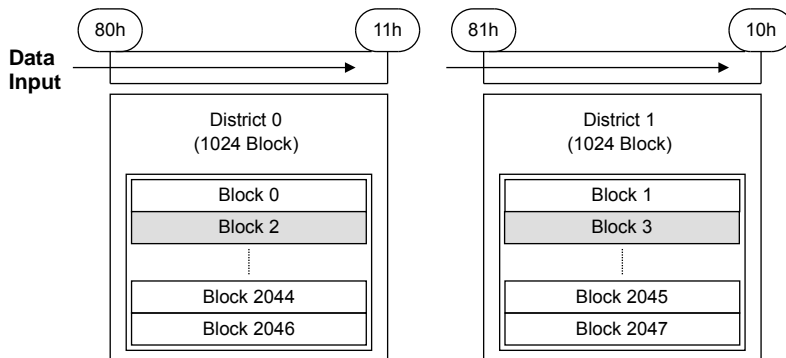 80h 11h 81h 10h
Data
Input
District 0
(1024 Block)
Block 0
Block 2
Block 2044
Block 2046
District 1
(1024 Block)
Block 1
Block 3
Block 2045
Block 2047